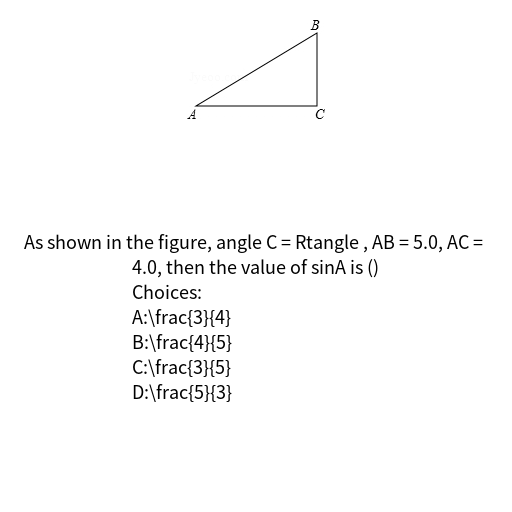 B
A
C
As shown in the figure, angle C = Rtangle , AB = 5.0, AC =
4.0, then the value of sinA is ()
Choices:
A:\frac{3}{4}
B:\frac{4}{5}
C:\frac{3}{5}
D:\frac{5}{3}